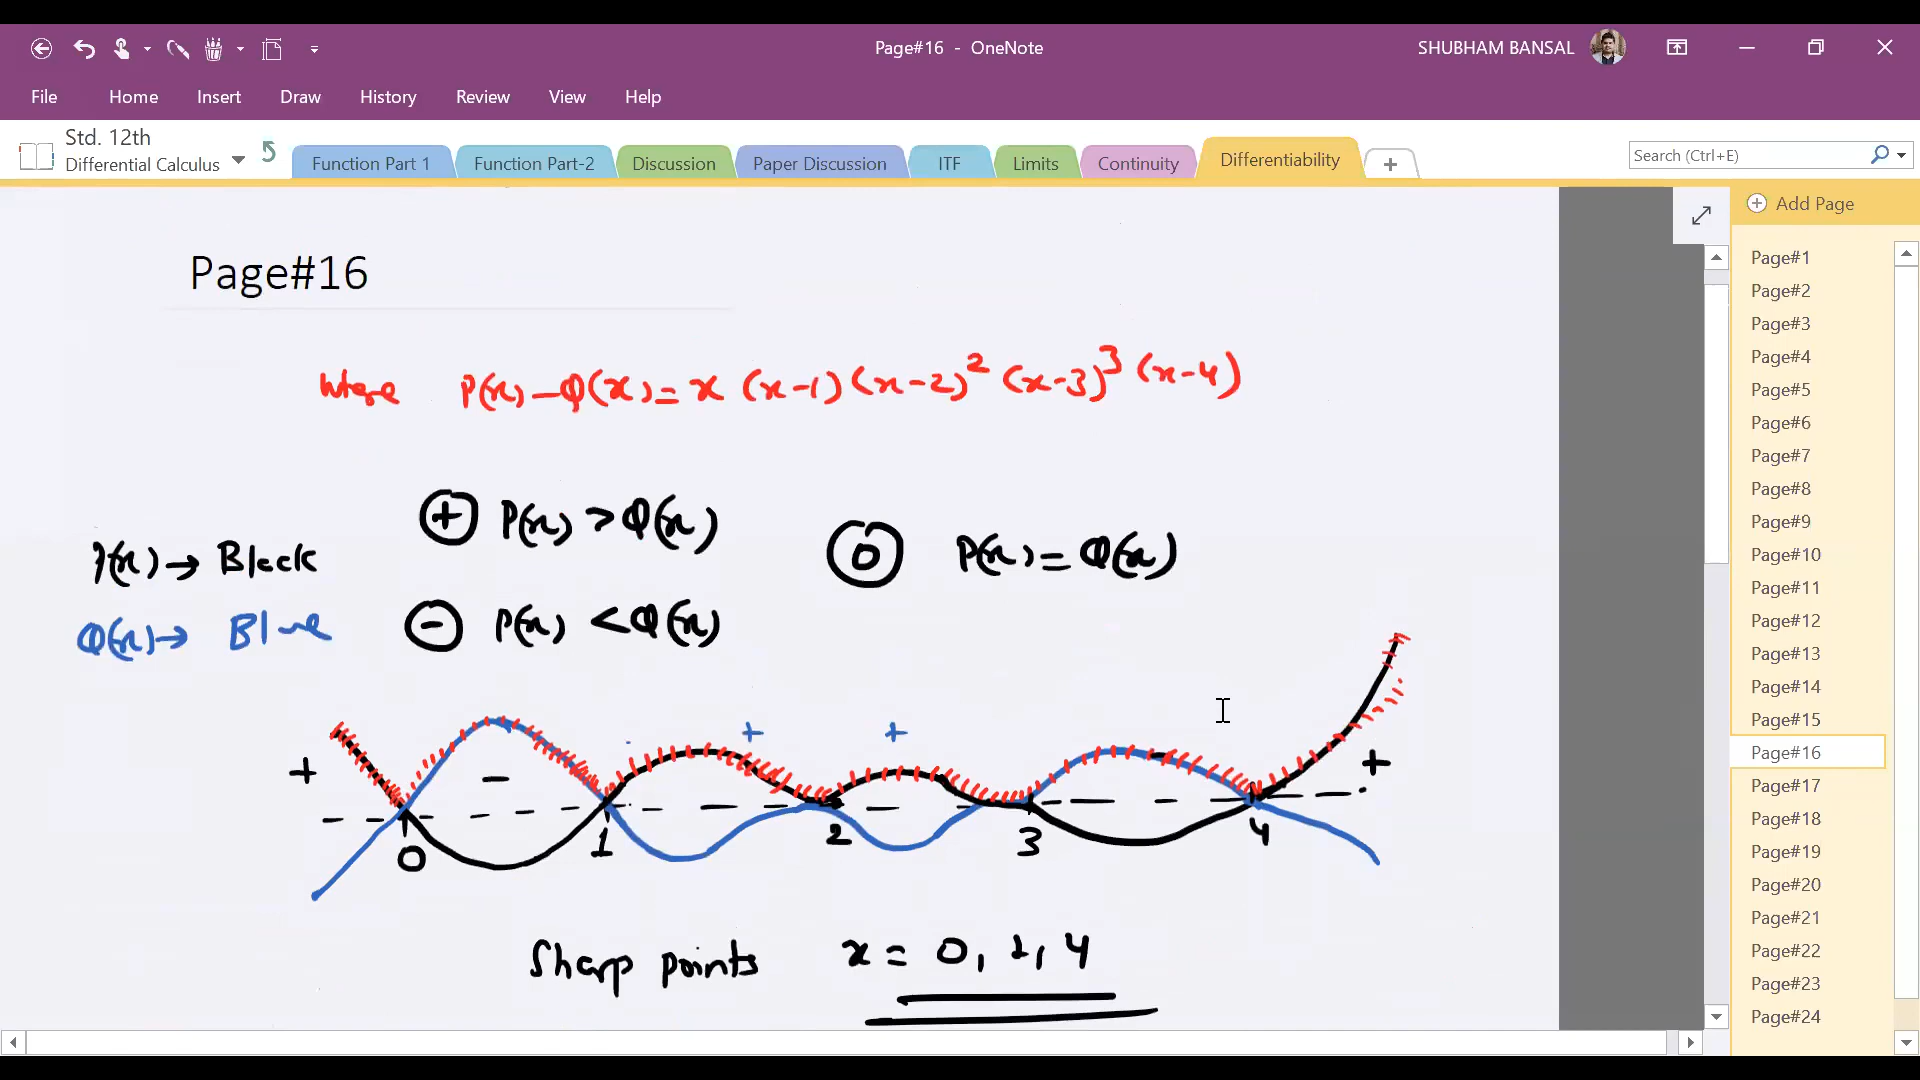 Page#16 - OneNote
SHUBHAM BANSAL
File Home Insert Draw History Review View Help
Std. 12th
Differential Calculus
Function Part 1 Function Part-2 Discussion Paper Discussion ITF Limits Continuity Differentiability +
Search (Ctrl+E)
Add Page
Page#1
Page#2
Page#3
Page#4
Page#5
Page#6
Page#7
Page#8
Page#9
Page#10
Page#11
Page#12
Page#13
Page#14
Page#15
Page#16
Page#17
Page#18
Page#19
Page#20
Page#21
Page#22
Page#23
Page#24
Page#16
where P(x) - Q(x) = x (x-1) (x-2)² (x-3)³ (x-4)
+ P(x) > Q(x)
0 P(x) = Q(x)
P(x) → Black
Q(x) → Blue
- P(x) < Q(x)
+ - + + +
0 1 2 3 4
Sharp points x = 0, 1, 4